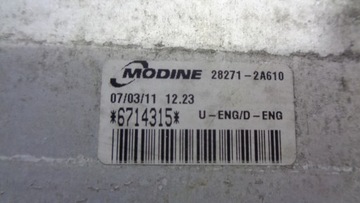 MODINE 28271-2A610
07/03/11 12.23
*6714315* U-ENG/D-ENG